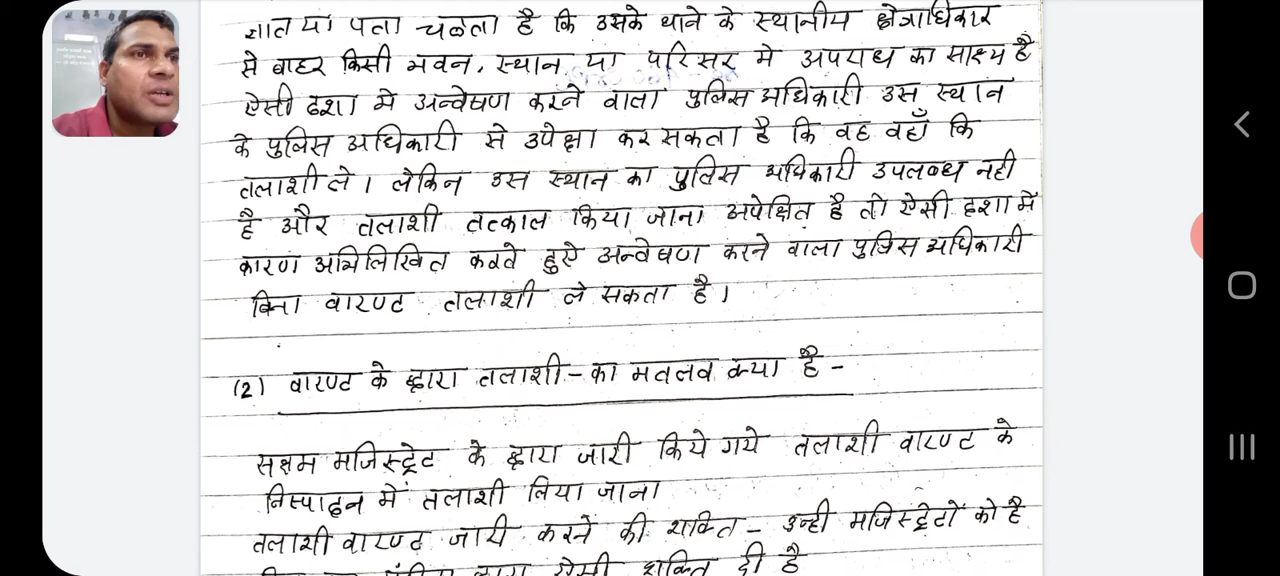 ज्ञात या पता चलता है कि उसके थाने के स्थानीय क्षेत्राधिकार
से बाहर किसी भवन, स्थान या परिसर मे अपराध का साक्ष्य है
ऐसी दशा मे अन्वेषण करने वाला पुलिस अधिकारी उस स्थान
के पुलिस अधिकारी से उपेक्षा कर सकता है कि वह वहाँ कि
तलाशी ले। लेकिन उस स्थान का पुलिस अधिकारी उपलब्ध नही
है और तलाशी तत्काल किया जाना अपेक्षित है तो ऐसी दशा में
कारण अभिलिखित करते हुऐ अन्वेषण करने वाला पुलिस अधिकारी
बिना वारण्ट तलाशी ले सकता है।
(2) वारण्ट के द्वारा तलाशी - का मतलव क्या है -
सक्षम मजिस्ट्रेट के द्वारा जारी किये गये तलाशी वारण्ट के
निस्पादन में तलाशी लिया जाना
तलाशी वारण्ट जारी करने की शक्ति - उन्ही मजिस्ट्रेटों को है
द्वारा ऐसी शक्ति दी है